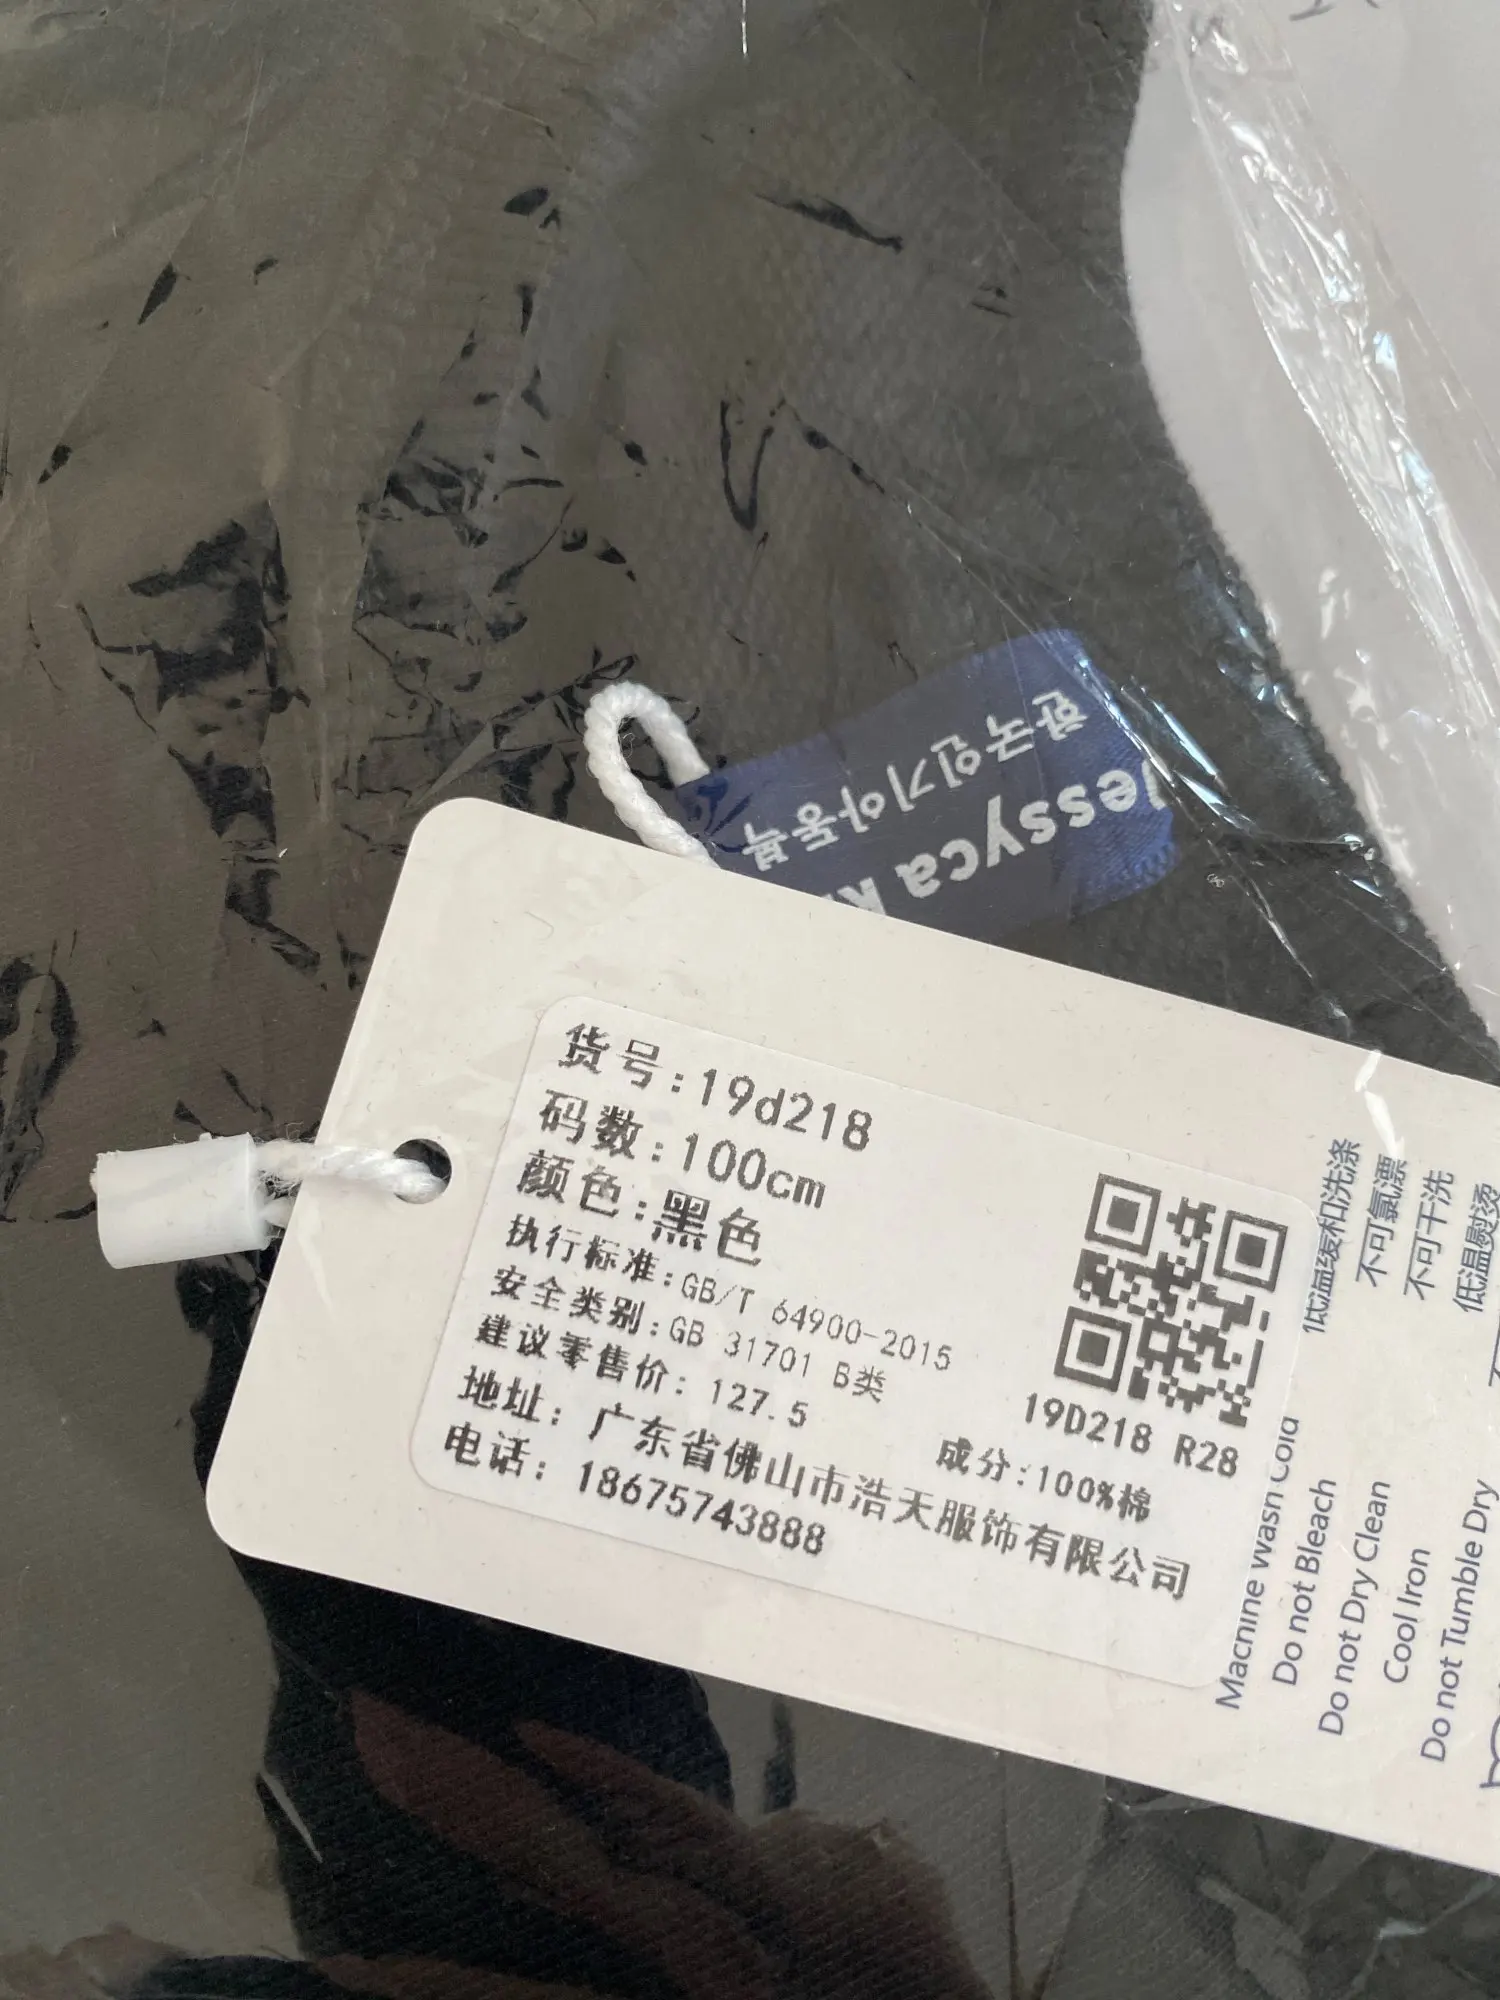 한국인기아동복
Jessyca
货号:19d218
码数:100cm
颜色:黑色
执行标准:GB/T 64900-2015
安全类别:GB 31701 B类
建议零售价: 127.5
19D218 R28
成分:100%棉
地址: 广东省佛山市浩天服饰有限公司
电话: 18675743888
低温缓和洗涤
不可氯漂
不可干洗
低温熨烫
Machine Wash Cold
Do not Bleach
Do not Dry Clean
Cool Iron
Do not Tumble Dry